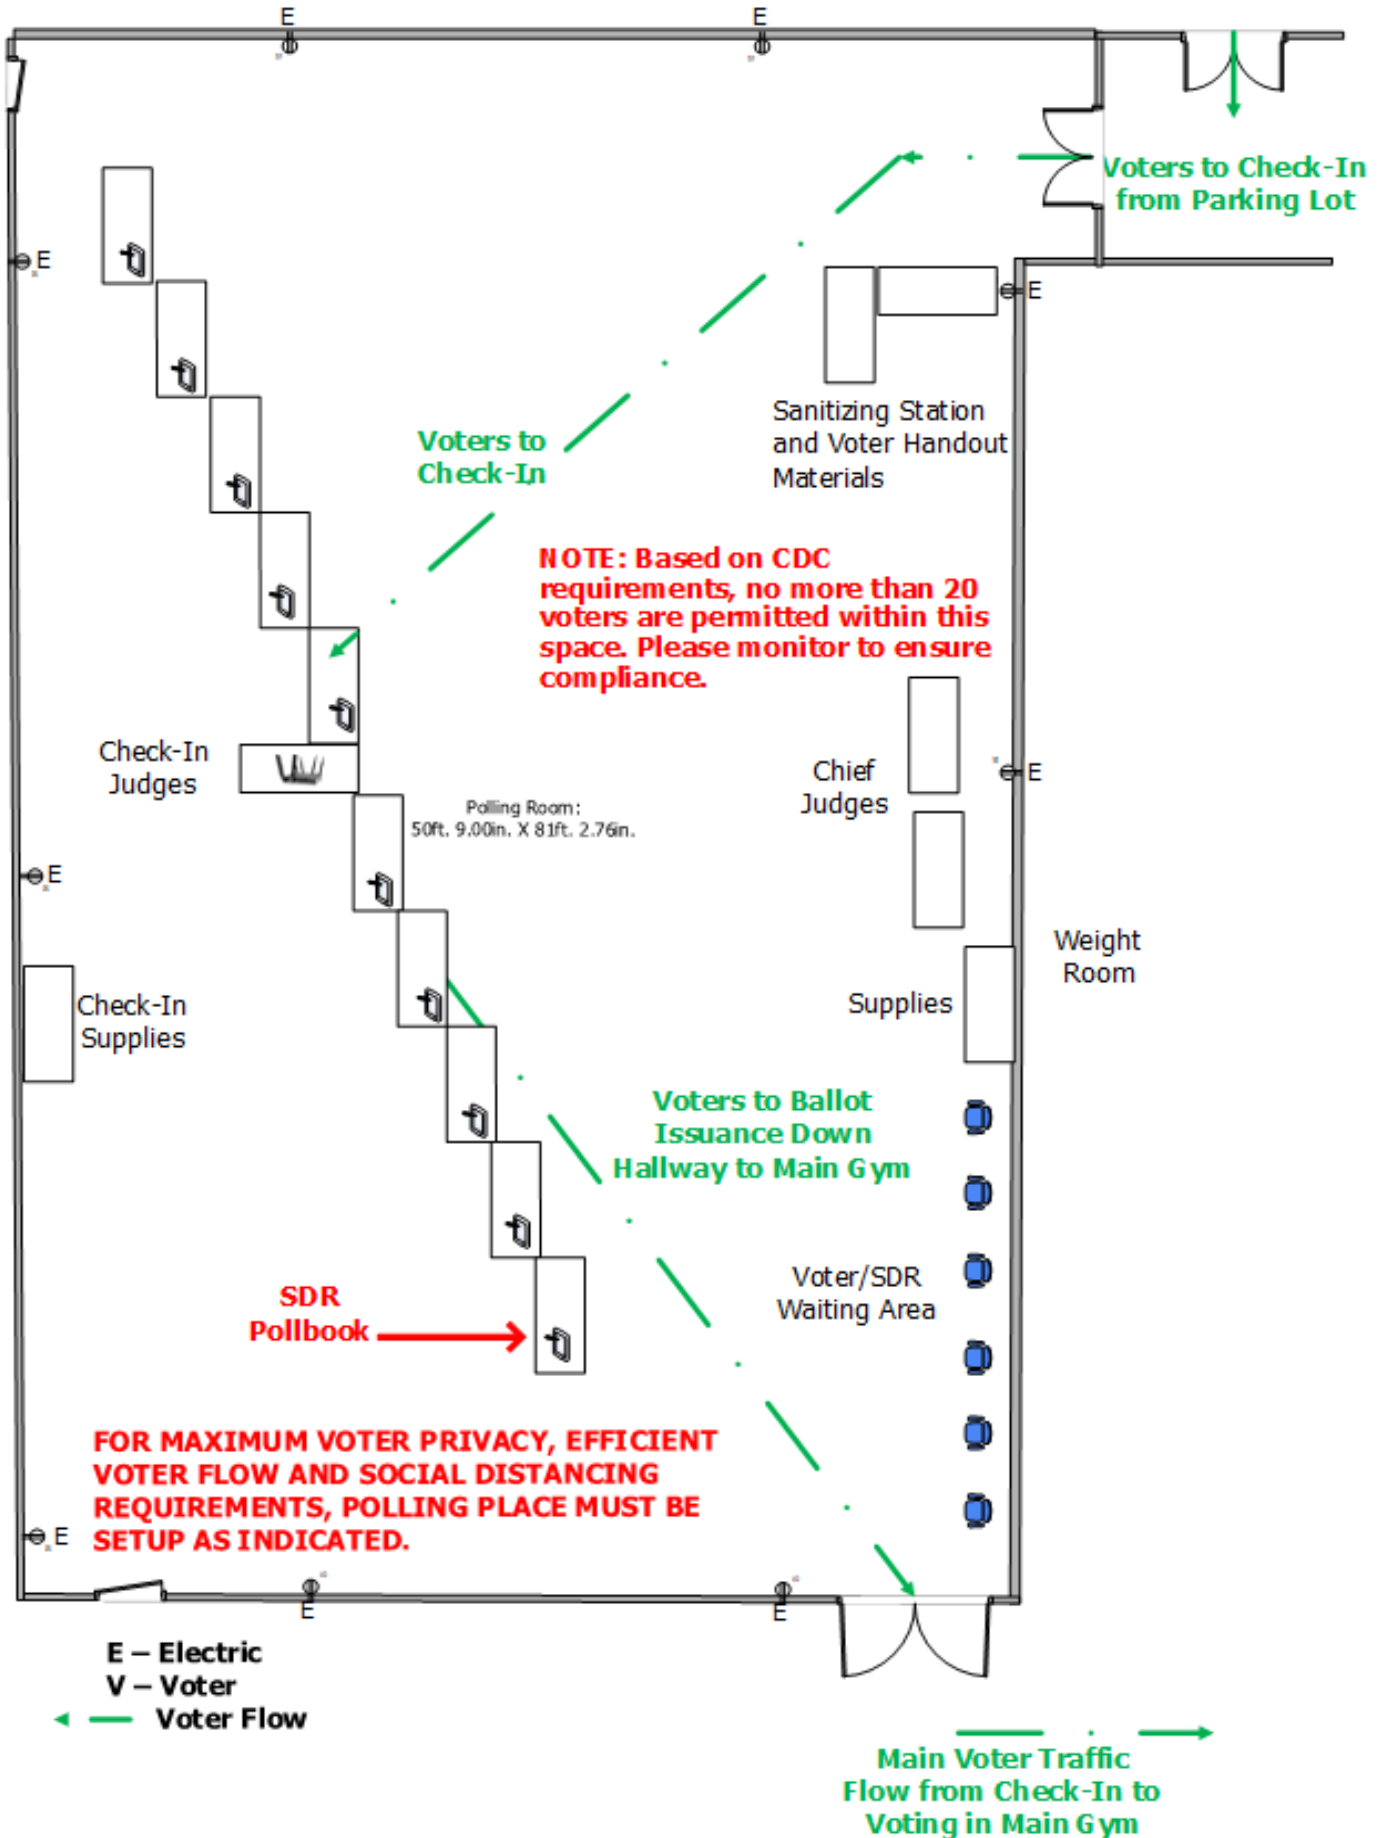 E
E
Voters to Check-In
from Parking Lot
E
E
Sanitizing Station
and Voter Handout
Materials
Voters to
Check-In
NOTE: Based on CDC
requirements, no more than 20
voters are permitted within this
space. Please monitor to ensure
compliance.
Check-In
Judges
Chief
Judges
E
Polling Room:
50ft. 9.00in. X 81ft. 2.76in.
E
Weight
Room
Check-In
Supplies
Supplies
Voters to Ballot
Issuance Down
Hallway to Main Gym
Voter/SDR
Waiting Area
SDR
Pollbook
FOR MAXIMUM VOTER PRIVACY, EFFICIENT
VOTER FLOW AND SOCIAL DISTANCING
REQUIREMENTS, POLLING PLACE MUST BE
SETUP AS INDICATED.
E
E
E
E – Electric
V – Voter
Voter Flow
Main Voter Traffic
Flow from Check-In to
Voting in Main Gym